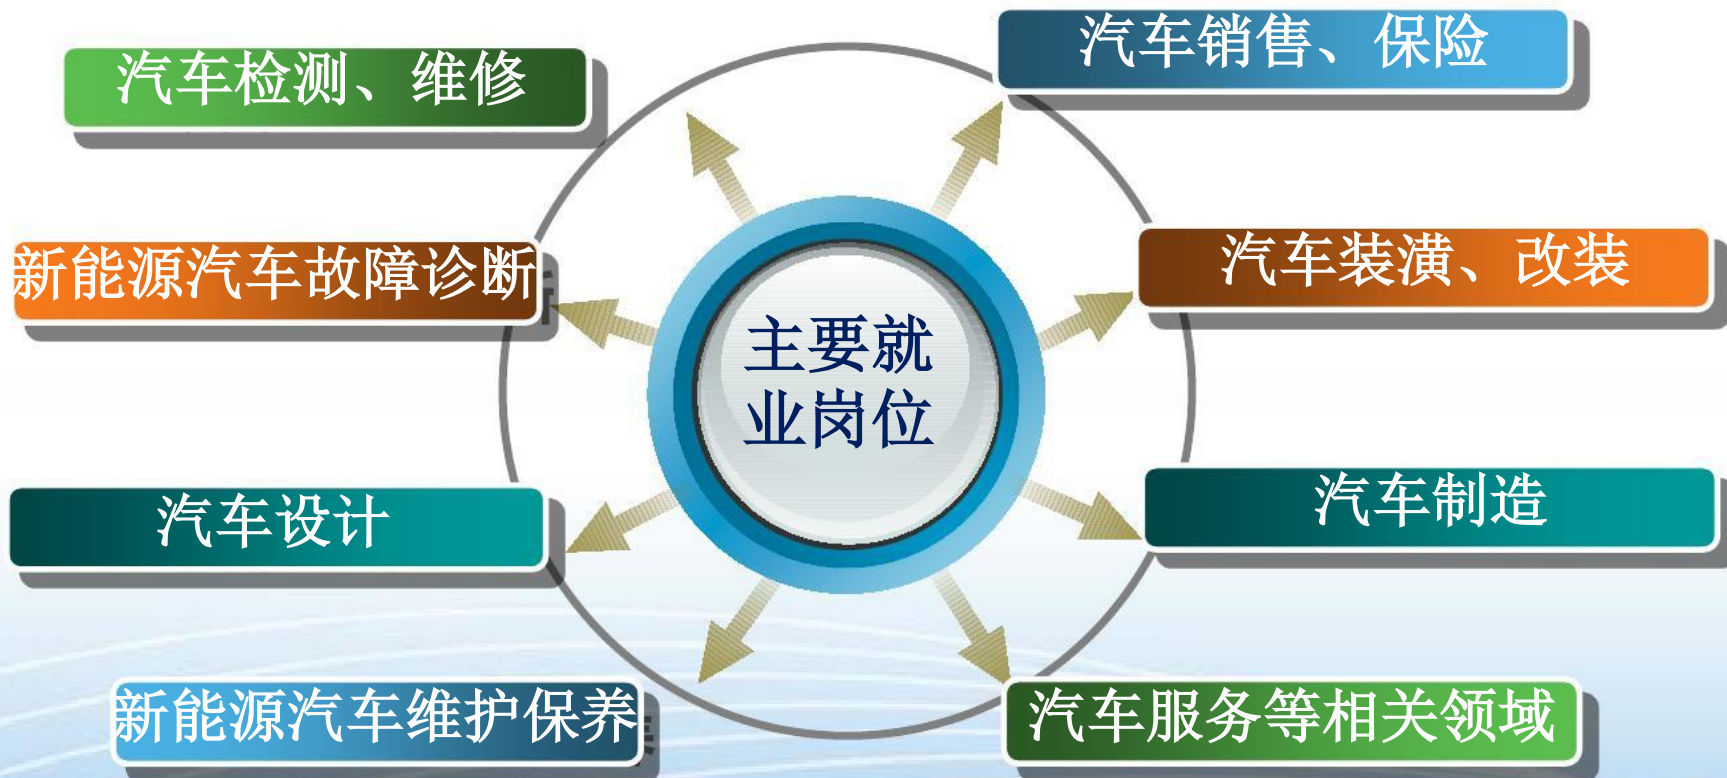 汽车检测、维修
汽车销售、保险
新能源汽车故障诊断
汽车装潢、改装
主要就
业岗位
汽车设计
汽车制造
新能源汽车维护保养
汽车服务等相关领域